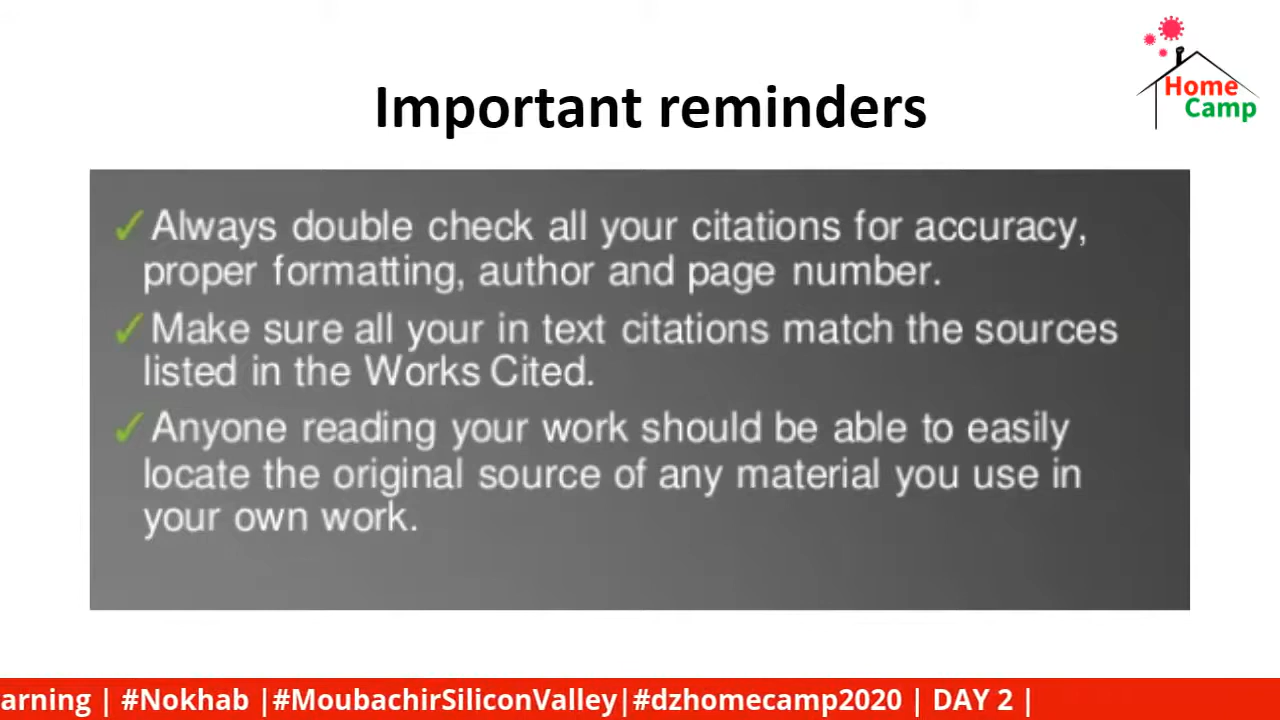 Home
Camp
Important reminders
✓Always double check all your citations for accuracy,
proper formatting, author and page number.
✓Make sure all your in text citations match the sources
listed in the Works Cited.
✓Anyone reading your work should be able to easily
locate the original source of any material you use in
your own work.
arning | #Nokhab |#MoubachirSiliconValley|#dzhomecamp2020 | DAY 2 |